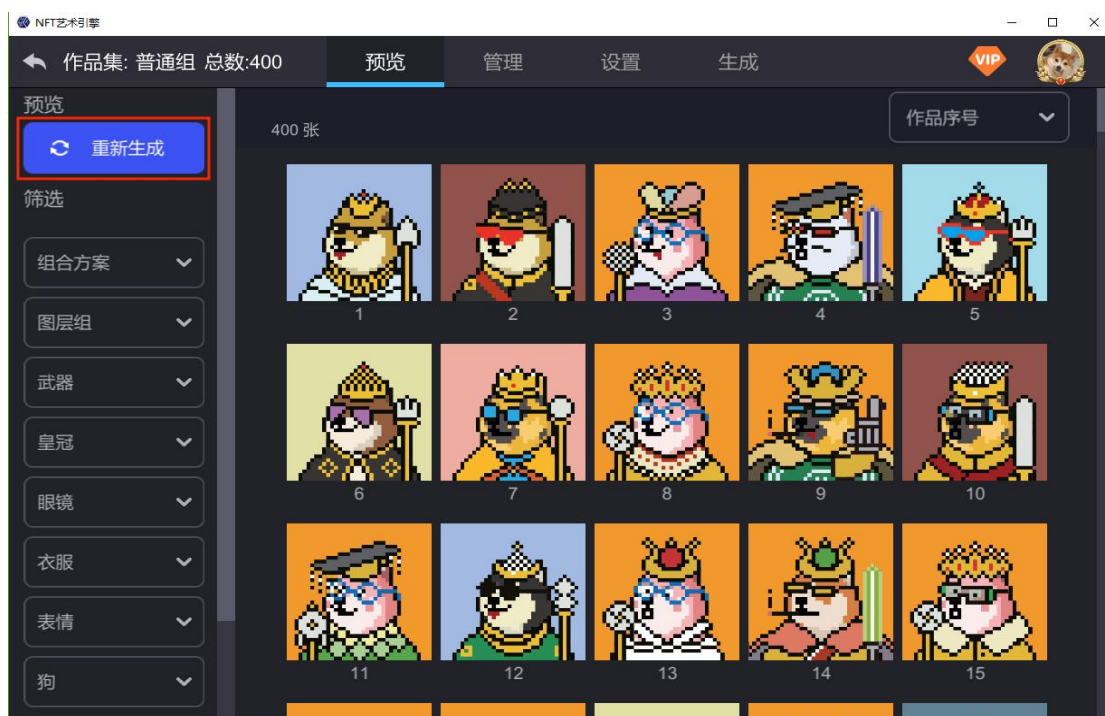 NFT艺术引擎
作品集: 普通组 总数:400
预览
管理
设置
生成
VIP
预览
重新生成
筛选
组合方案
图层组
武器
皇冠
眼镜
衣服
表情
狗
400 张
作品序号
1
2
3
4
5
6
7
8
9
10
11
12
13
14
15